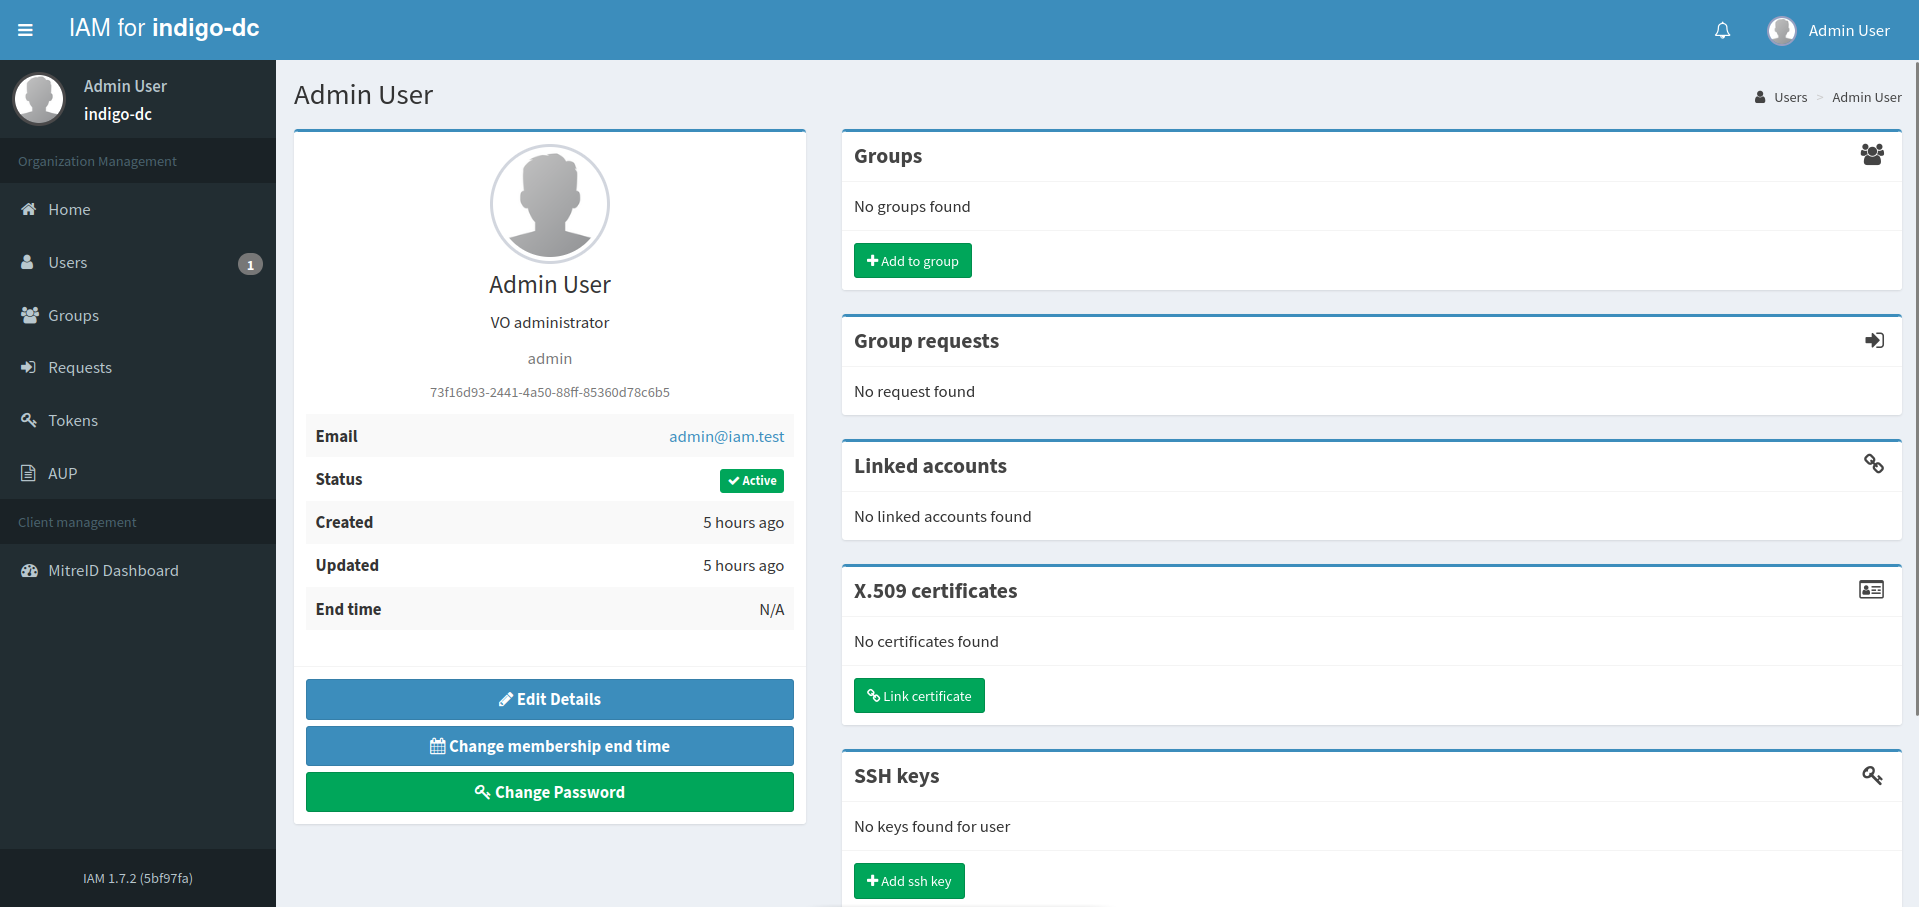 IAM for indigo-dc
Admin User
Admin User
indigo-dc
Organization Management
Home
Users 1
Groups
Requests
Tokens
AUP
Client management
MitreID Dashboard
IAM 1.7.2 (5bf97fa)
Admin User
Users > Admin User
Admin User
VO administrator
admin
73f16d93-2441-4a50-88ff-85360d78c6b5
Email admin@iam.test
Status Active
Created 5 hours ago
Updated 5 hours ago
End time N/A
Edit Details
Change membership end time
Change Password
Groups
No groups found
Add to group
Group requests
No request found
Linked accounts
No linked accounts found
X.509 certificates
No certificates found
Link certificate
SSH keys
No keys found for user
Add ssh key